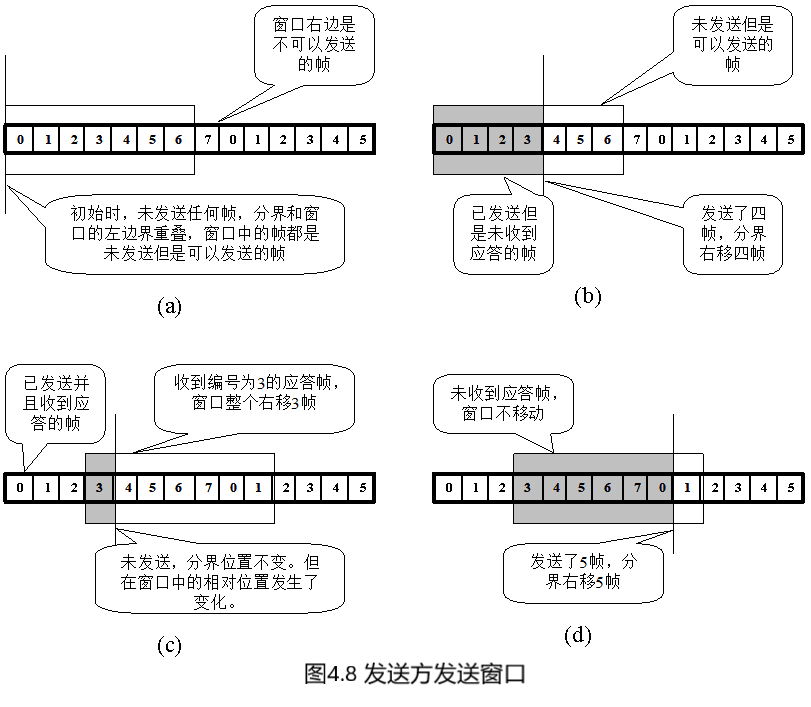 窗口右边是
不可以发送
的帧
0 1 2 3 4 5 6 7 0 1 2 3 4 5
初始时，未发送任何帧，分界和窗
口的左边界重叠，窗口中的帧都是
未发送但是可以发送的帧
(a)
未发送但是
可以发送的
帧
0 1 2 3 4 5 6 7 0 1 2 3 4 5
已发送但
是未收到
应答的帧
发送了四
帧，分界
右移四帧
(b)
已发送并
且收到应
答的帧
收到编号为3的应答帧，
窗口整个右移3帧
0 1 2 3 4 5 6 7 0 1 2 3 4 5
未发送，分界位置不变。但
在窗口中的相对位置发生了
变化。
(c)
未收到应答帧，
窗口不移动
0 1 2 3 4 5 6 7 0 1 2 3 4 5
发送了5帧，分
界右移5帧
(d)
图4.8 发送方发送窗口